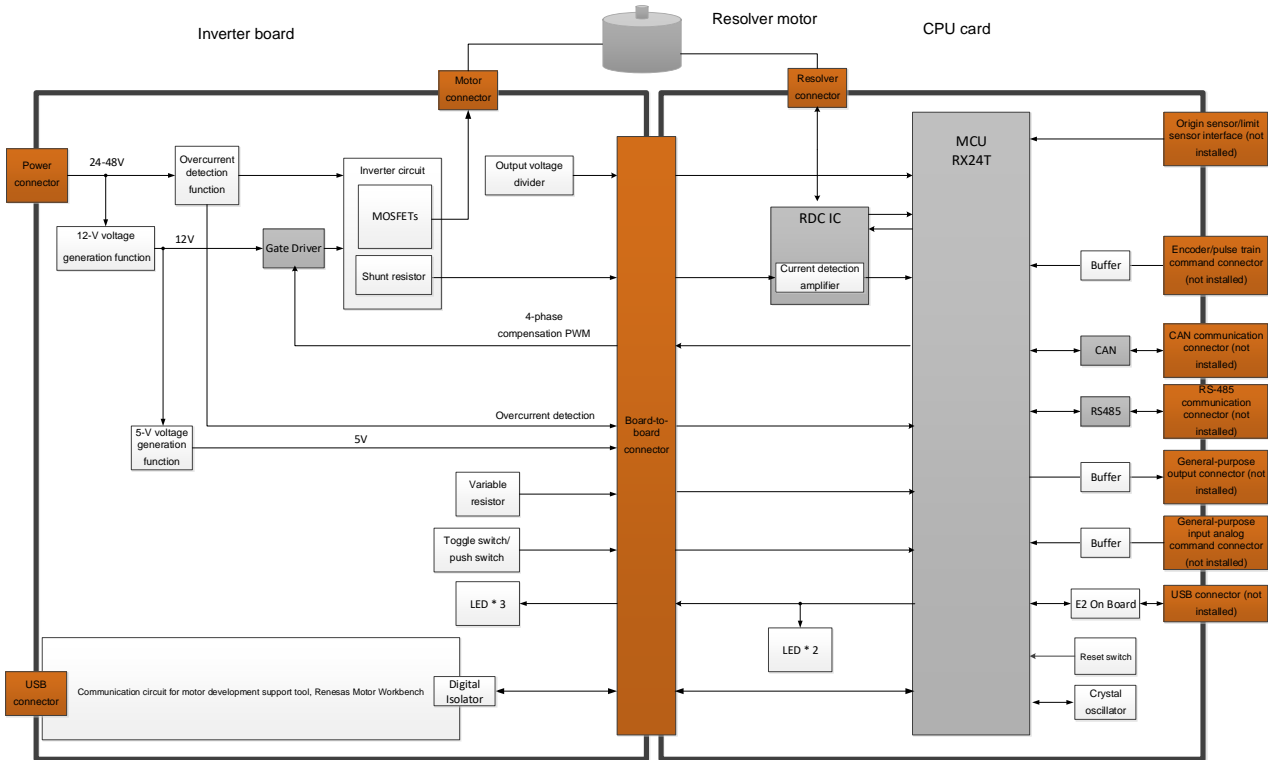 Inverter board
Resolver motor
CPU card
Motor
connector
Resolver
connector
Power
connector
24-48V
Overcurrent
detection
function
12-V voltage
generation function
12V
Gate Driver
Inverter circuit
MOSFETs
Shunt resistor
Output voltage
divider
4-phase
compensation PWM
Overcurrent detection
5-V voltage
generation
function
5V
Variable
resistor
Toggle switch/
push switch
LED * 3
USB
connector
Communication circuit for motor development support tool, Renesas Motor Workbench
Digital
Isolator
Board-to-
board
connector
RDC IC
Current detection
amplifier
LED * 2
MCU
RX24T
Buffer
CAN
RS485
Buffer
Buffer
E2 On Board
Reset switch
Crystal
oscillator
Origin sensor/limit
sensor interface (not
installed)
Encoder/pulse train
command connector
(not installed)
CAN communication
connector (not
installed)
RS-485
communication
connector (not
installed)
General-purpose
output connector (not
installed)
General-purpose
input analog
command connector
(not installed)
USB connector (not
installed)